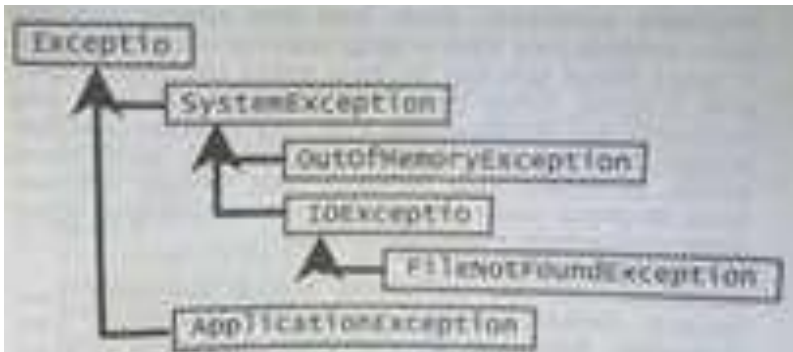 Exceptio
SystemException
OutOfMemoryException
IOExceptio
FileNotFoundException
ApplicationException